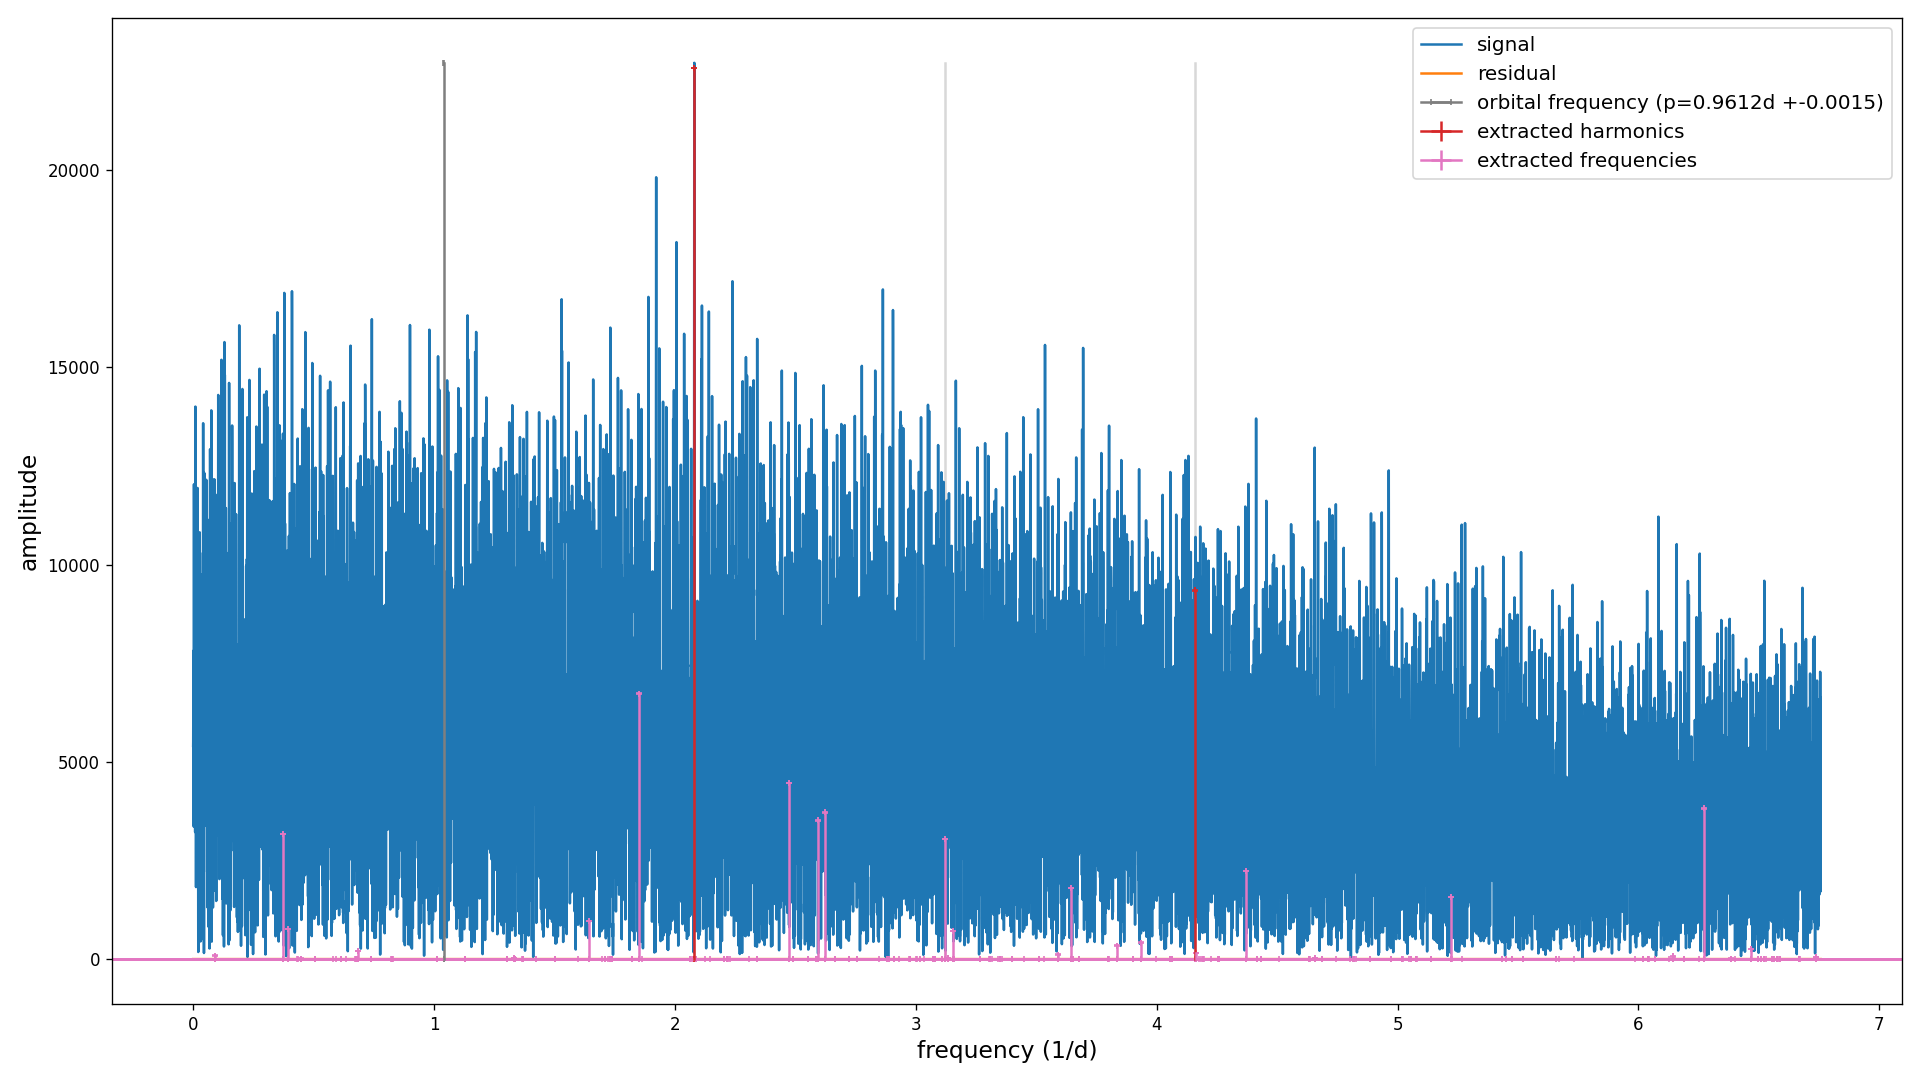 signal
residual
orbital frequency (p=0.9612d +-0.0015)
extracted harmonics
extracted frequencies
amplitude
20000
15000
10000
5000
0
0 1 2 3 4 5 6 7
frequency (1/d)